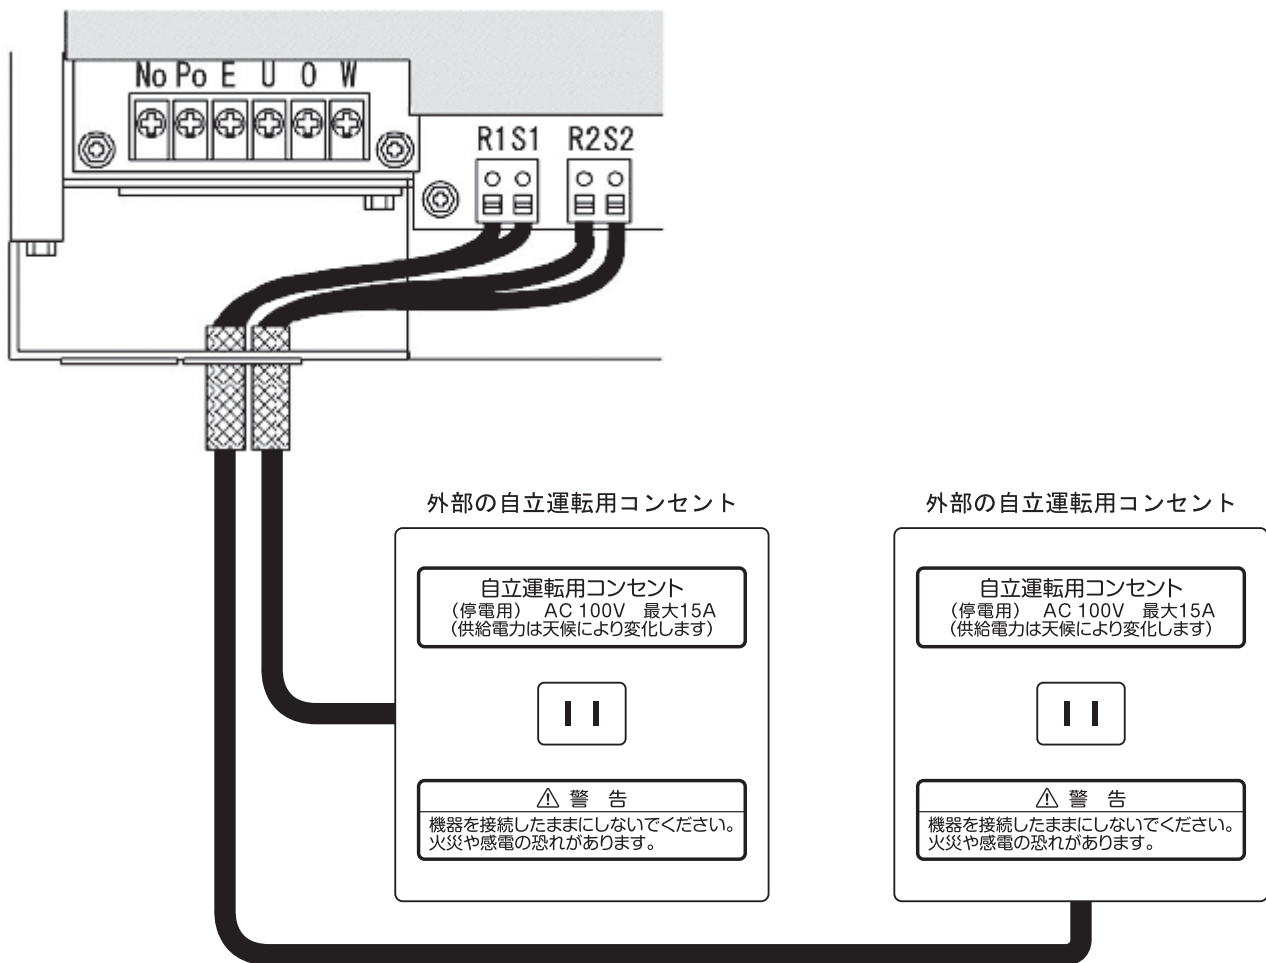 No Po E U O W
R1 S1 R2 S2
外部の自立運転用コンセント
自立運転用コンセント
(停電用) AC 100V 最大15A
(供給電力は天候により変化します)
⚠ 警 告
機器を接続したままにしないでください。
火災や感電の恐れがあります。
外部の自立運転用コンセント
自立運転用コンセント
(停電用) AC 100V 最大15A
(供給電力は天候により変化します)
⚠ 警 告
機器を接続したままにしないでください。
火災や感電の恐れがあります。